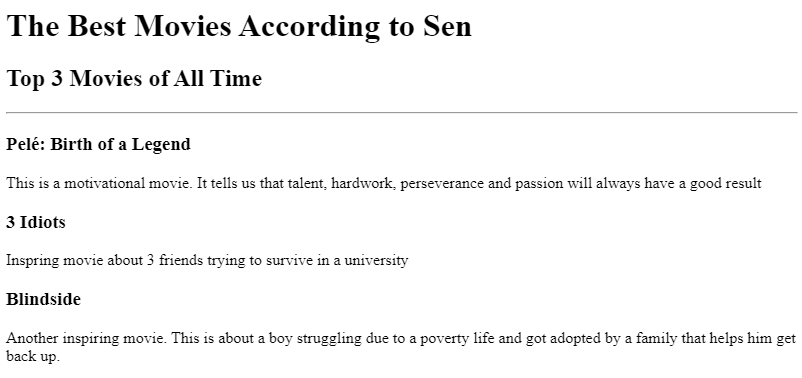 The Best Movies According to Sen
Top 3 Movies of All Time
Pelé: Birth of a Legend
This is a motivational movie. It tells us that talent, hardwork, perseverance and passion will always have a good result
3 Idiots
Inspring movie about 3 friends trying to survive in a university
Blindside
Another inspiring movie. This is about a boy struggling due to a poverty life and got adopted by a family that helps him get
back up.